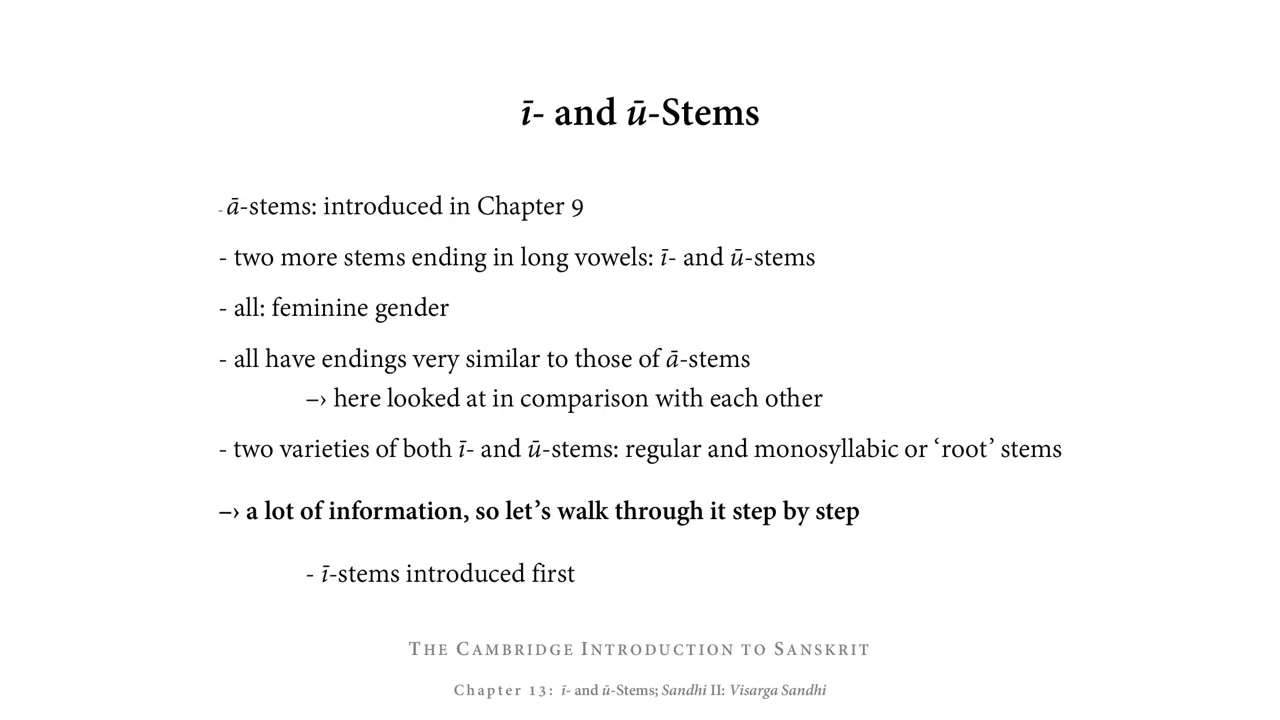 ī- and ū-Stems
- ā-stems: introduced in Chapter 9
- two more stems ending in long vowels: ī- and ū-stems
- all: feminine gender
- all have endings very similar to those of ā-stems
–› here looked at in comparison with each other
- two varieties of both ī- and ū-stems: regular and monosyllabic or ‘root’ stems
–› a lot of information, so let’s walk through it step by step
- ī-stems introduced first
The Cambridge Introduction to Sanskrit
Chapter 13: ī- and ū-Stems; Sandhi II: Visarga Sandhi